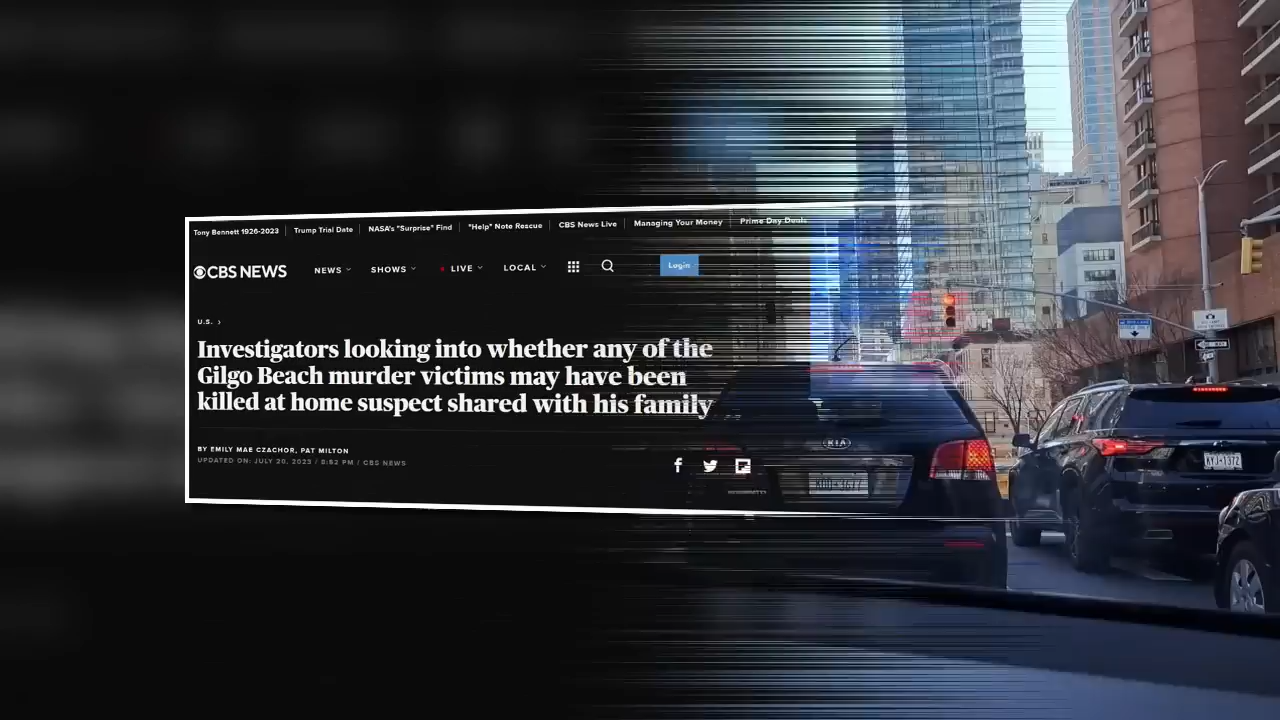 Tony Bennett 1926-2023 Trump Trial Date NASA's "Surprise" Find "Help" Note Rescue CBS News Live Managing Your Money Prime Day Deals
CBS NEWS NEWS SHOWS LIVE LOCAL Login
U.S. ›
Investigators looking into whether any of the
Gilgo Beach murder victims may have been
killed at home suspect shared with his family
BY EMILY MAE CZACHOR, PAT MILTON
UPDATED ON: JULY 20, 2023 / 8:52 PM / CBS NEWS
KIA